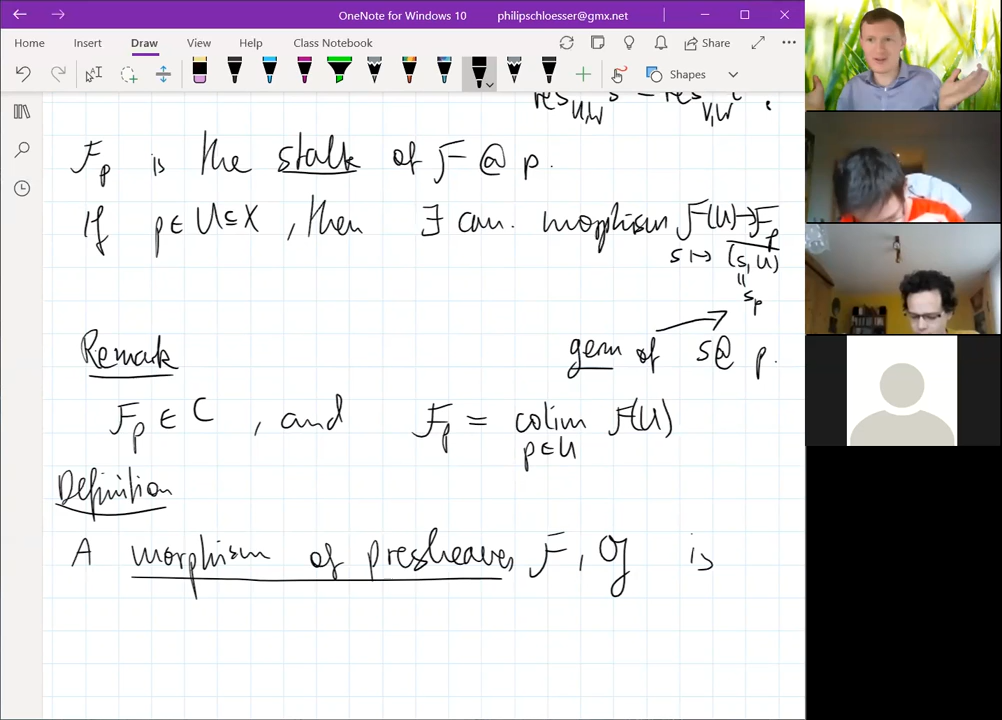 OneNote for Windows 10 philipschloesser@gmx.net
Home Insert Draw View Help Class Notebook Share
Shapes
res_{U,W} s = res_{V,W} t .
F_p is the stalk of F @ p.
If p ∈ U ⊆ X , then ∃ can. morphism F(U) → F_p
s ↦ (s, U)
=
s_p
Remark
germ of s @ p.
F_p ∈ C , and F_p = colim F(U)
p ∈ U
Definition
A morphism of presheaves F, G is